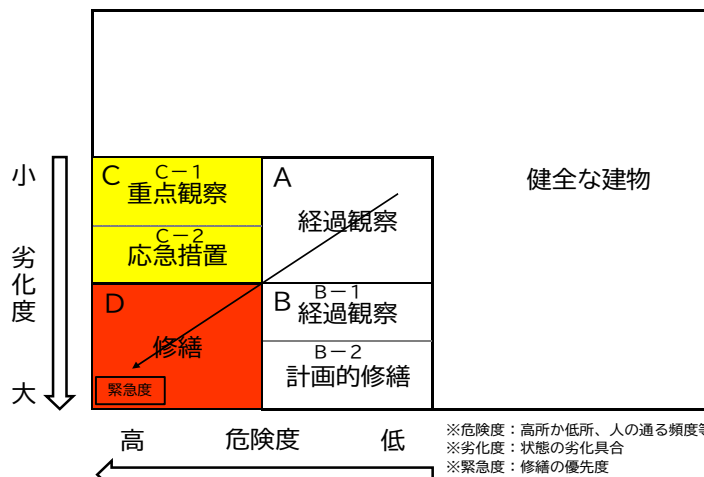 小
劣化度
大
C
C－1
重点観察
C－2
応急措置
A
経過観察
健全な建物
D
修繕
緊急度
B
B－1
経過観察
B－2
計画的修繕
高
危険度
低
※危険度：高所か低所、人の通る頻度等
※劣化度：状態の劣化具合
※緊急度：修繕の優先度